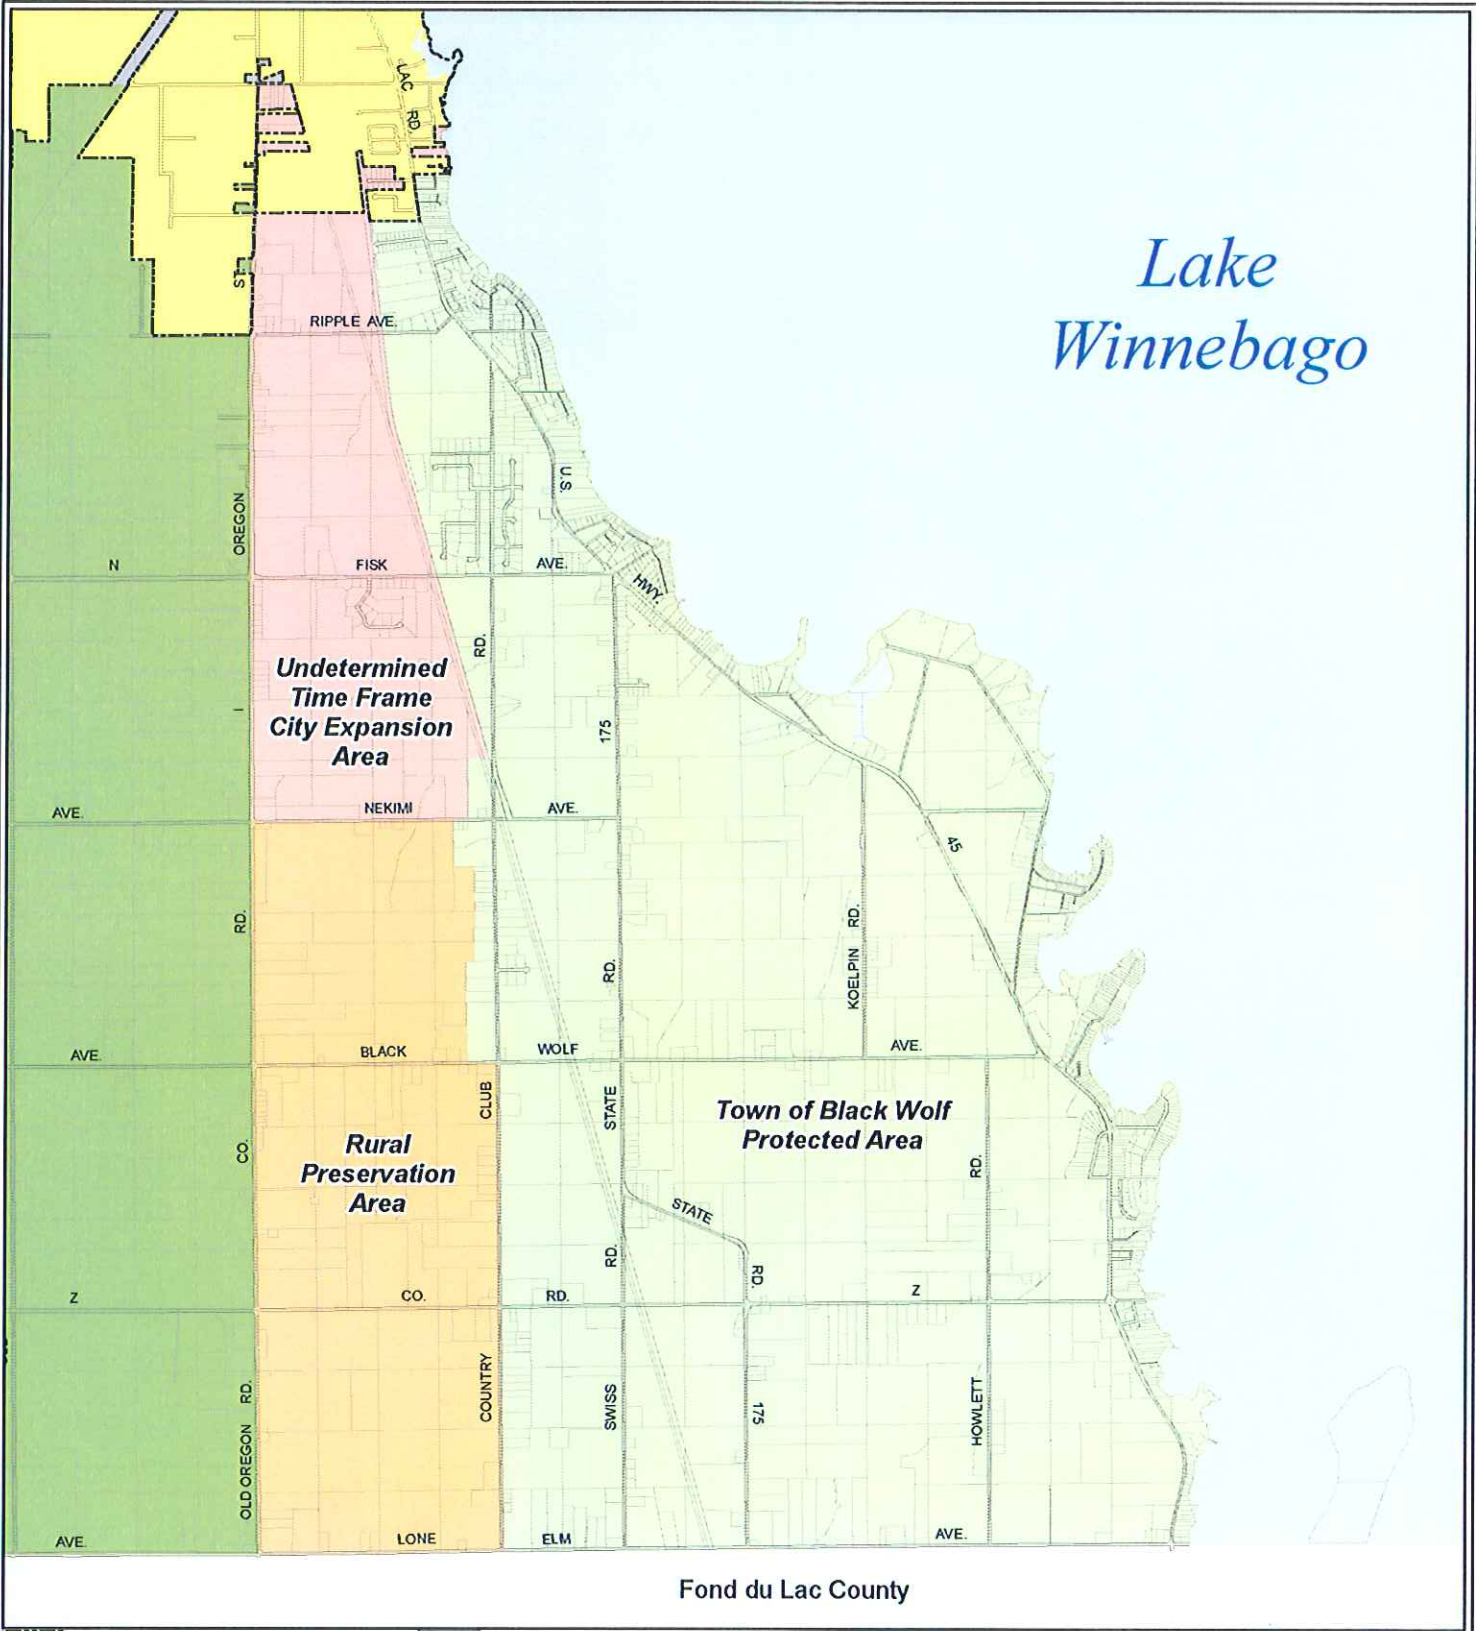 LAC
RD.
Lake
Winnebago
ST.
RIPPLE AVE.
U.S.
OREGON
N
FISK
AVE.
HWY.
RD.
Undetermined
Time Frame
City Expansion
Area
I
175
AVE.
NEKIMI
AVE.
45
RD.
RD.
KOELPIN RD.
AVE.
BLACK
WOLF
AVE.
CLUB
STATE
Town of Black Wolf
Protected Area
CO.
Rural
Preservation
Area
RD.
STATE
RD.
RD.
Z
CO.
RD.
Z
COUNTRY
SWISS
175
HOWLETT
OLD OREGON RD.
AVE.
LONE
ELM
AVE.
Fond du Lac County